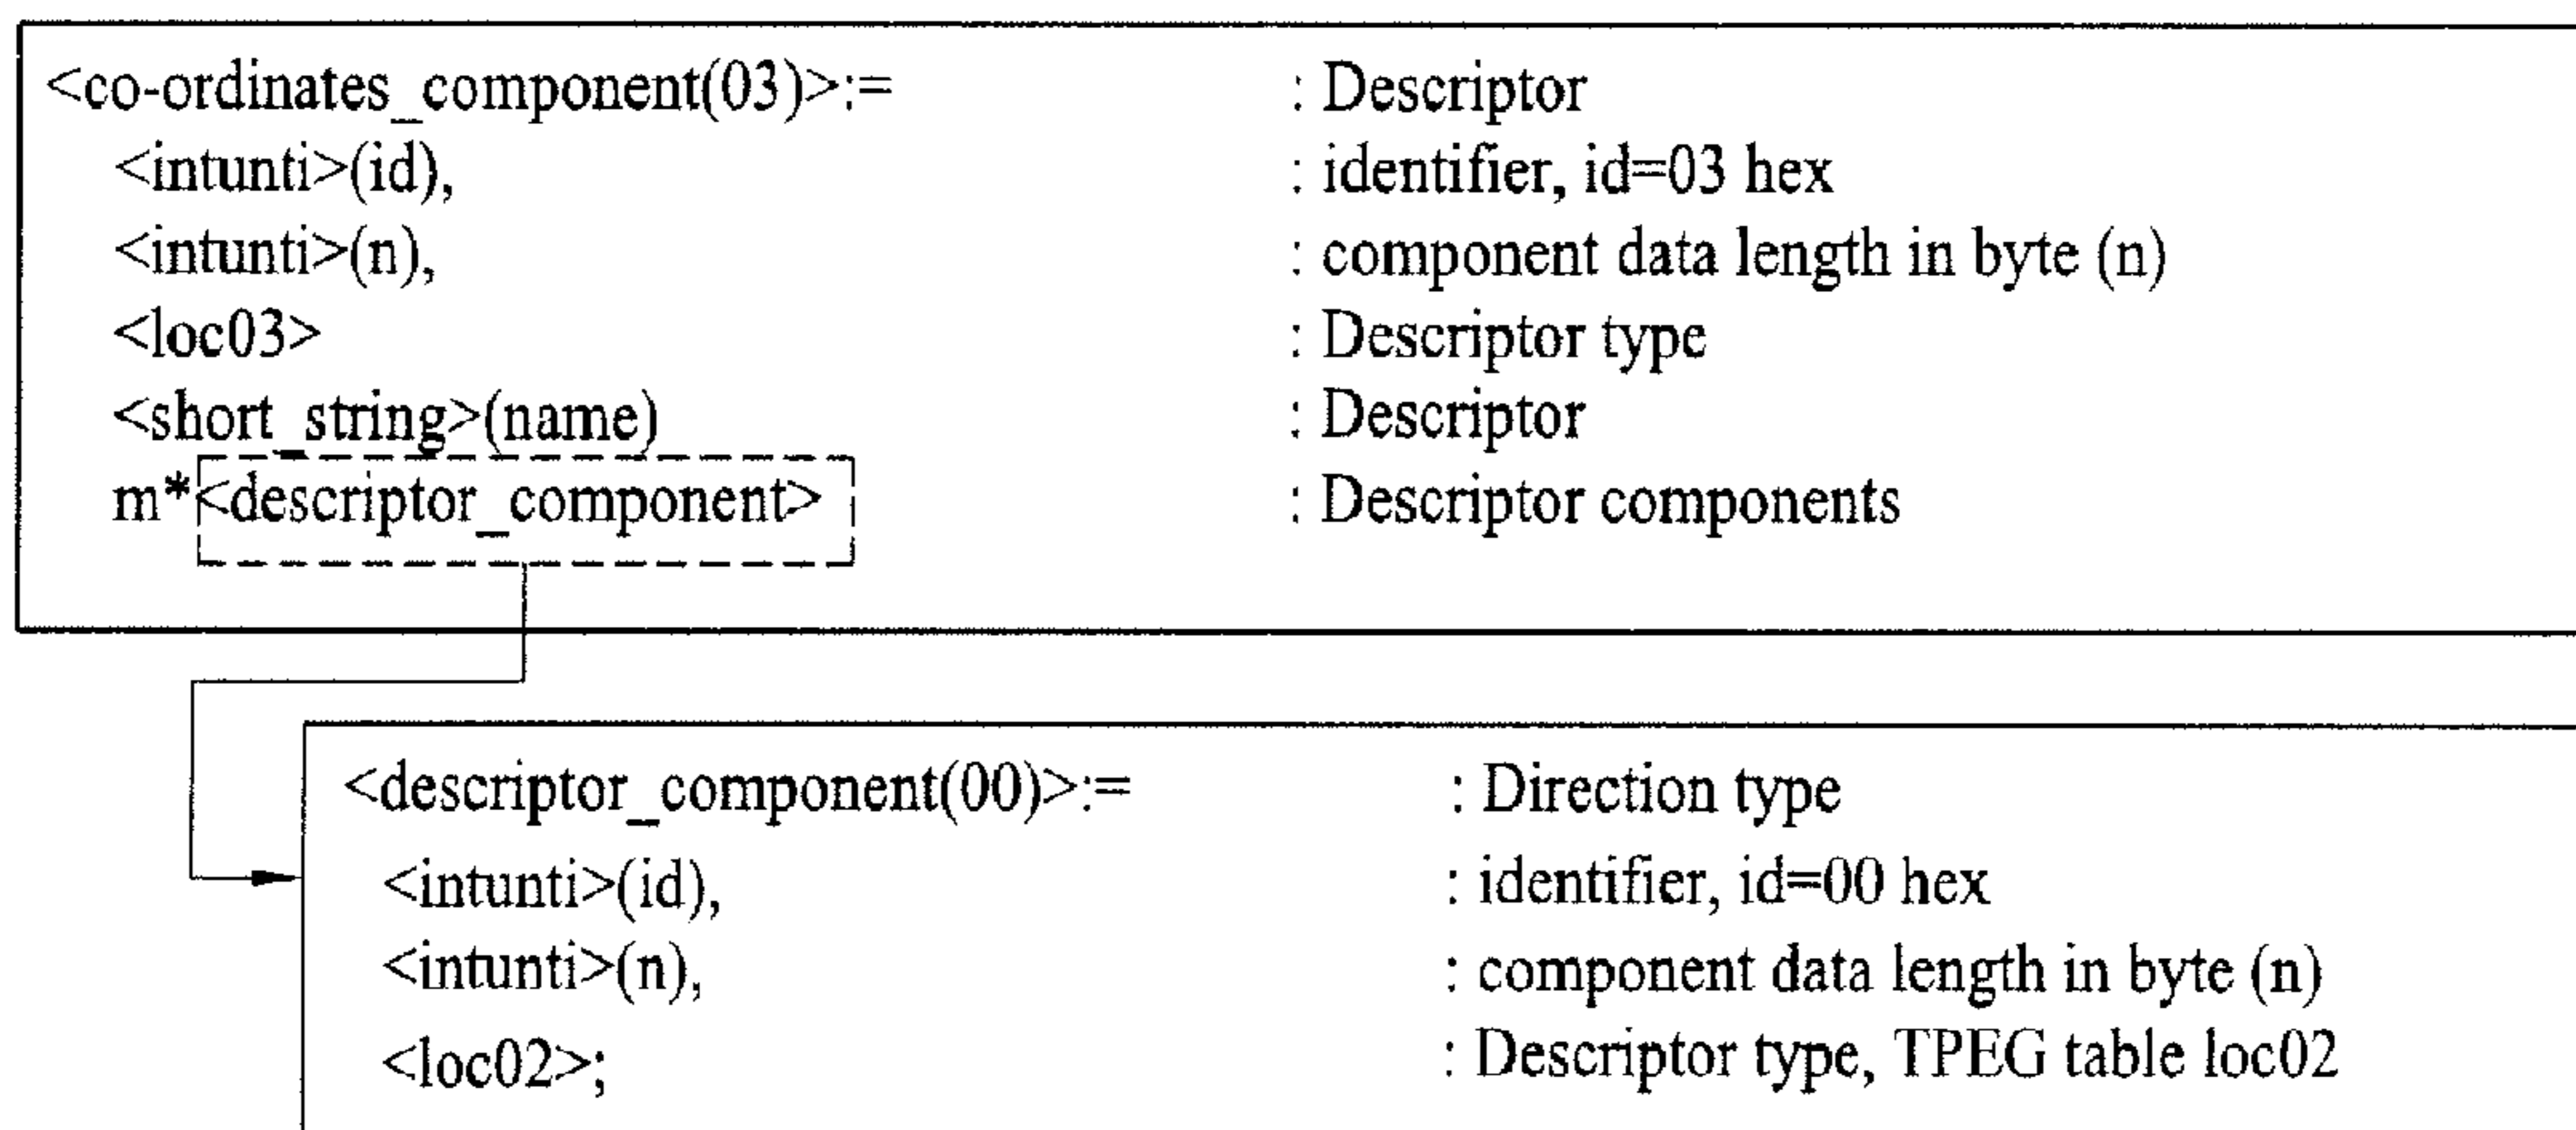 <co-ordinates_component(03)>:= : Descriptor
<intunti>(id), : identifier, id=03 hex
<intunti>(n), : component data length in byte (n)
<loc03> : Descriptor type
<short_string>(name) : Descriptor
m*<descriptor_component> : Descriptor components
<descriptor_component(00)>:= : Direction type
<intunti>(id), : identifier, id=00 hex
<intunti>(n), : component data length in byte (n)
<loc02>; : Descriptor type, TPEG table loc02